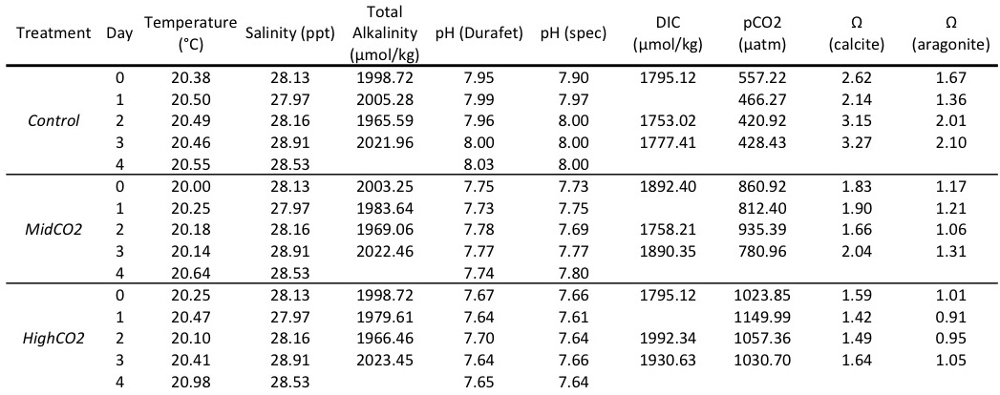 Treatment Day Temperature (°C) Salinity (ppt) Total Alkalinity (μmol/kg) pH (Durafet) pH (spec) DIC (μmol/kg) pCO2 (μatm) Ω (calcite) Ω (aragonite)
0 20.38 28.13 1998.72 7.95 7.90 1795.12 557.22 2.62 1.67
1 20.50 27.97 2005.28 7.99 7.97 466.27 2.14 1.36
Control 2 20.49 28.16 1965.59 7.96 8.00 1753.02 420.92 3.15 2.01
3 20.46 28.91 2021.96 8.00 8.00 1777.41 428.43 3.27 2.10
4 20.55 28.53 8.03 8.00
0 20.00 28.13 2003.25 7.75 7.73 1892.40 860.92 1.83 1.17
1 20.25 27.97 1983.64 7.73 7.75 812.40 1.90 1.21
MidCO2 2 20.18 28.16 1969.06 7.78 7.69 1758.21 935.39 1.66 1.06
3 20.14 28.91 2022.46 7.77 7.77 1890.35 780.96 2.04 1.31
4 20.64 28.53 7.74 7.80
0 20.25 28.13 1998.72 7.67 7.66 1795.12 1023.85 1.59 1.01
1 20.47 27.97 1979.61 7.64 7.61 1149.99 1.42 0.91
HighCO2 2 20.10 28.16 1966.46 7.70 7.64 1992.34 1057.36 1.49 0.95
3 20.41 28.91 2023.45 7.64 7.66 1930.63 1030.70 1.64 1.05
4 20.98 28.53 7.65 7.64